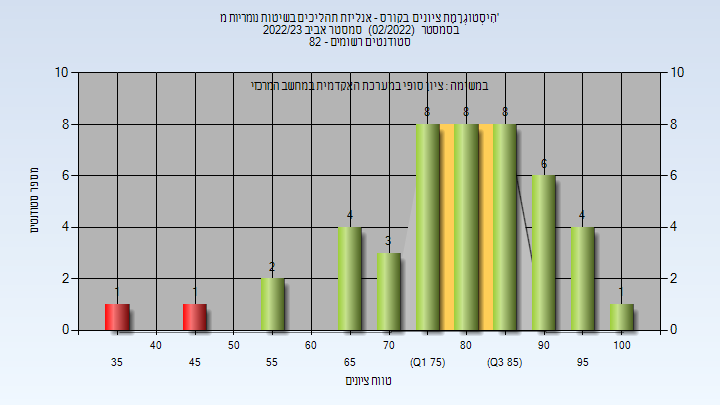 הִיסְטוֹגְרָמַת ציונים בקורס - אנליזת תהליכים בשיטות נומריות מ'
בסמסטר (02/2022) סמסטר אביב 2022/23
סטודנטים רשומים - 82
במשימה : ציון סופי במערכת האקדמית במחשב המרכזי
10 10
8 8 8 8 8
6 6 6
4 4 4 4
3
2 2 2
1 1 1
0 0
40 50 60 70 80 90 100
35 45 55 65 (Q1 75) (Q3 85) 95
טווח ציונים
מספר סטודנטים